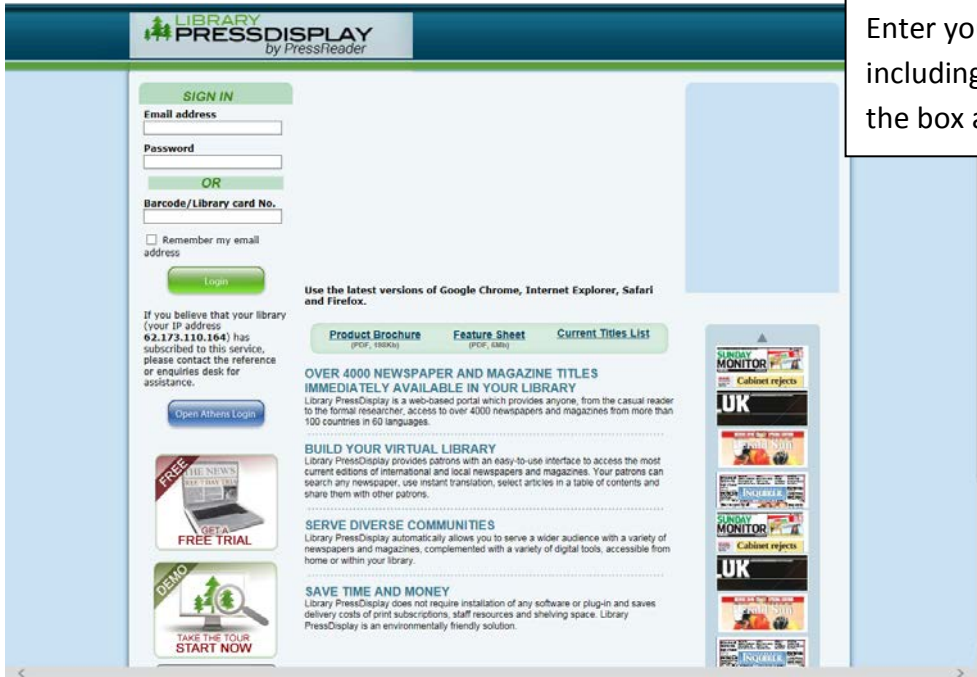 LIBRARY
PRESSDISPLAY
by PressReader
Enter yo
including
the box a
SIGN IN
Email address
Password
OR
Barcode/Library card No.
Remember my email
address
Login
If you believe that your library
(your IP address
62.173.110.164) has
subscribed to this service,
please contact the reference
or enquiries desk for
assistance.
Open Athens Login
FREE
THE NEWS
GET A
FREE TRIAL
DEMO
TAKE THE TOUR
START NOW
Use the latest versions of Google Chrome, Internet Explorer, Safari
and Firefox.
Product Brochure
(PDF, 180Kb)
Feature Sheet
(PDF, 6Mb)
Current Titles List
OVER 4000 NEWSPAPER AND MAGAZINE TITLES
IMMEDIATELY AVAILABLE IN YOUR LIBRARY
Library PressDisplay is a web-based portal which provides anyone, from the casual reader
to the formal researcher, access to over 4000 newspapers and magazines from more than
100 countries in 60 languages.
BUILD YOUR VIRTUAL LIBRARY
Library PressDisplay provides patrons with an easy-to-use interface to access the most
current editions of international and local newspapers and magazines. Your patrons can
search any newspaper, use instant translation, select articles in a table of contents and
share them with other patrons.
SERVE DIVERSE COMMUNITIES
Library PressDisplay automatically allows you to serve a wider audience with a variety of
newspapers and magazines, complemented with a variety of digital tools, accessible from
home or within your library.
SAVE TIME AND MONEY
Library PressDisplay does not require installation of any software or plug-in and saves
delivery costs of print subscriptions, staff resources and shelving space. Library
PressDisplay is an environmentally friendly solution.
SUNDAY
MONITOR
Cabinet rejects
UK
Herald Sun
INQUIRER
SUNDAY
MONITOR
Cabinet rejects
UK
Herald Sun
INQUIRER